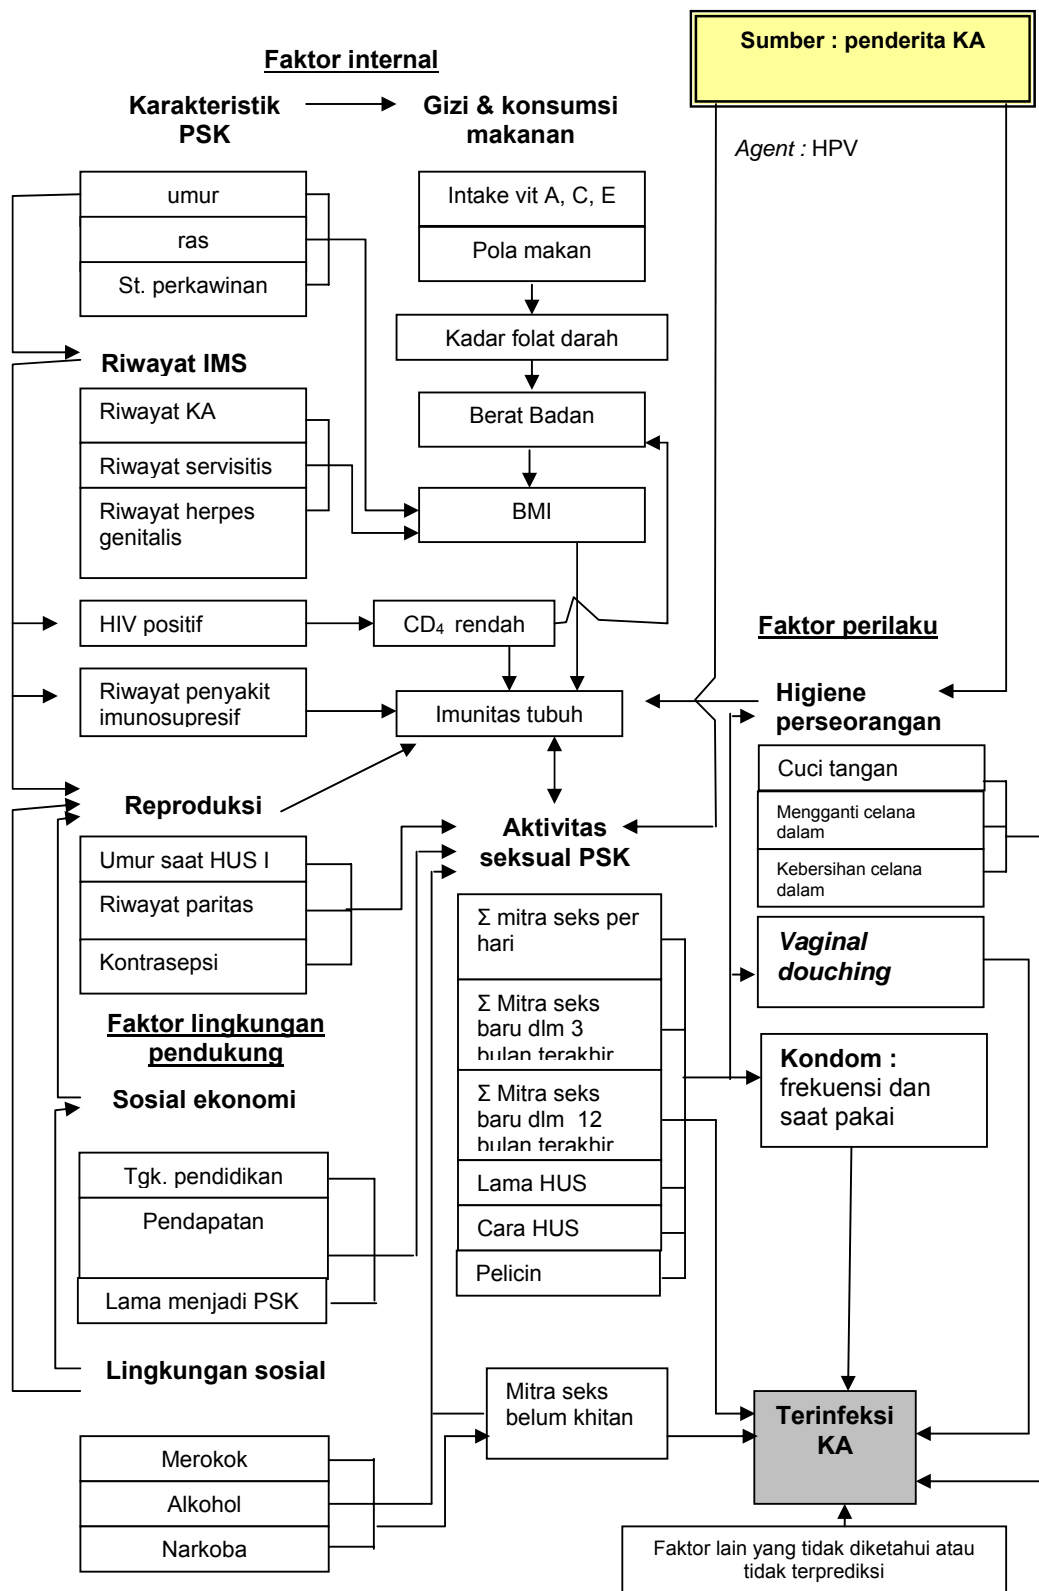 Sumber : penderita KA
Faktor internal
Karakteristik
PSK
Gizi & konsumsi
makanan
Agent : HPV
umur
ras
St. perkawinan
Intake vit A, C, E
Pola makan
Kadar folat darah
Riwayat IMS
Riwayat KA
Riwayat servisitis
Riwayat herpes
genitalis
Berat Badan
BMI
HIV positif
CD4 rendah
Faktor perilaku
Riwayat penyakit
imunosupresif
Imunitas tubuh
Higiene
perseorangan
Cuci tangan
Mengganti celana
dalam
Kebersihan celana
dalam
Reproduksi
Aktivitas
seksual PSK
Umur saat HUS I
Riwayat paritas
Kontrasepsi
Σ mitra seks per
hari
Σ Mitra seks
baru dlm 3
bulan terakhir
Σ Mitra seks
baru dlm 12
bulan terakhir
Lama HUS
Cara HUS
Pelicin
Vaginal
douching
Kondom :
frekuensi dan
saat pakai
Faktor lingkungan
pendukung
Sosial ekonomi
Tgk. pendidikan
Pendapatan
Lama menjadi PSK
Lingkungan sosial
Mitra seks
belum khitan
Terinfeksi
KA
Merokok
Alkohol
Narkoba
Faktor lain yang tidak diketahui atau
tidak terprediksi